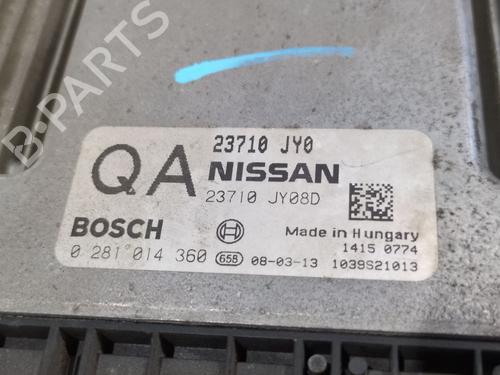 23710 JY0
QA NISSAN
23710 JY08D
BOSCH
Made in Hungary
1415 0774
0 281 014 360 658 08-03-13 1039S21013
B-Parts
B-Parts